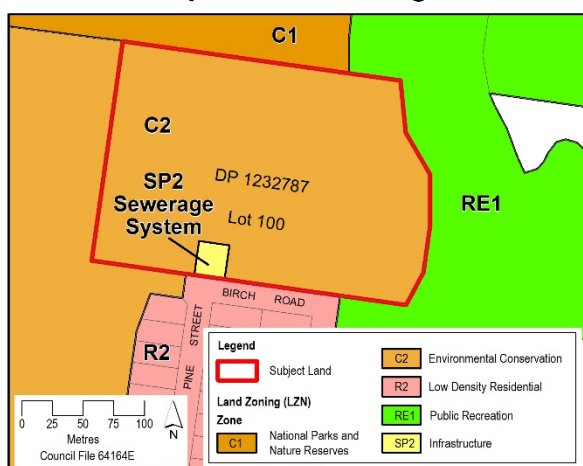 C1
C2
SP2
Sewerage
System
DP 1232787
Lot 100
RE1
BIRCH ROAD
PINE STREET
R2
Legend
Subject Land
Land Zoning (LZN)
Zone
C1 National Parks and
Nature Reserves
C2 Environmental Conservation
R2 Low Density Residential
RE1 Public Recreation
SP2 Infrastructure
0 25 50 75 100
Metres
N
Council File 64164E